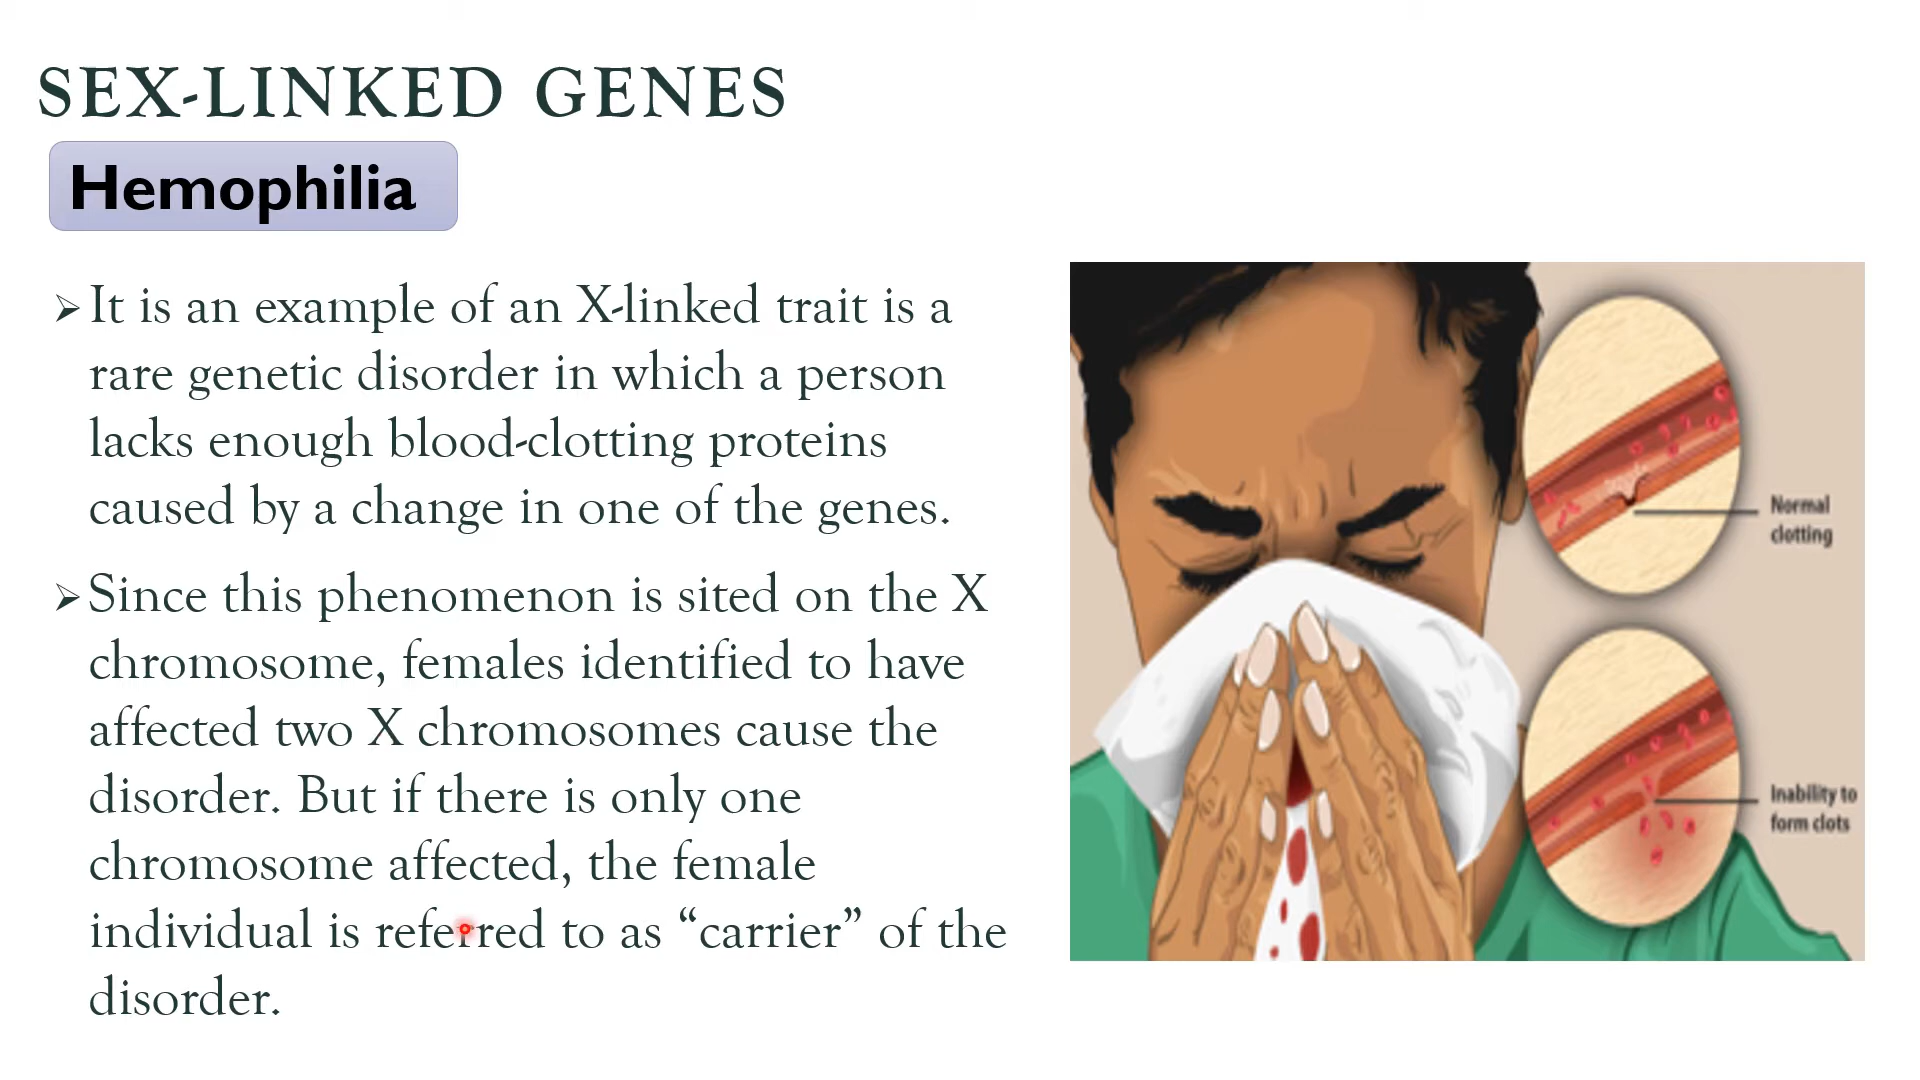 SEX-LINKED GENES
Hemophilia
➢It is an example of an X-linked trait is a
rare genetic disorder in which a person
lacks enough blood-clotting proteins
caused by a change in one of the genes.
➢Since this phenomenon is sited on the X
chromosome, females identified to have
affected two X chromosomes cause the
disorder. But if there is only one
chromosome affected, the female
individual is referred to as “carrier” of the
disorder.
Normal
clotting
Inability to
form clots